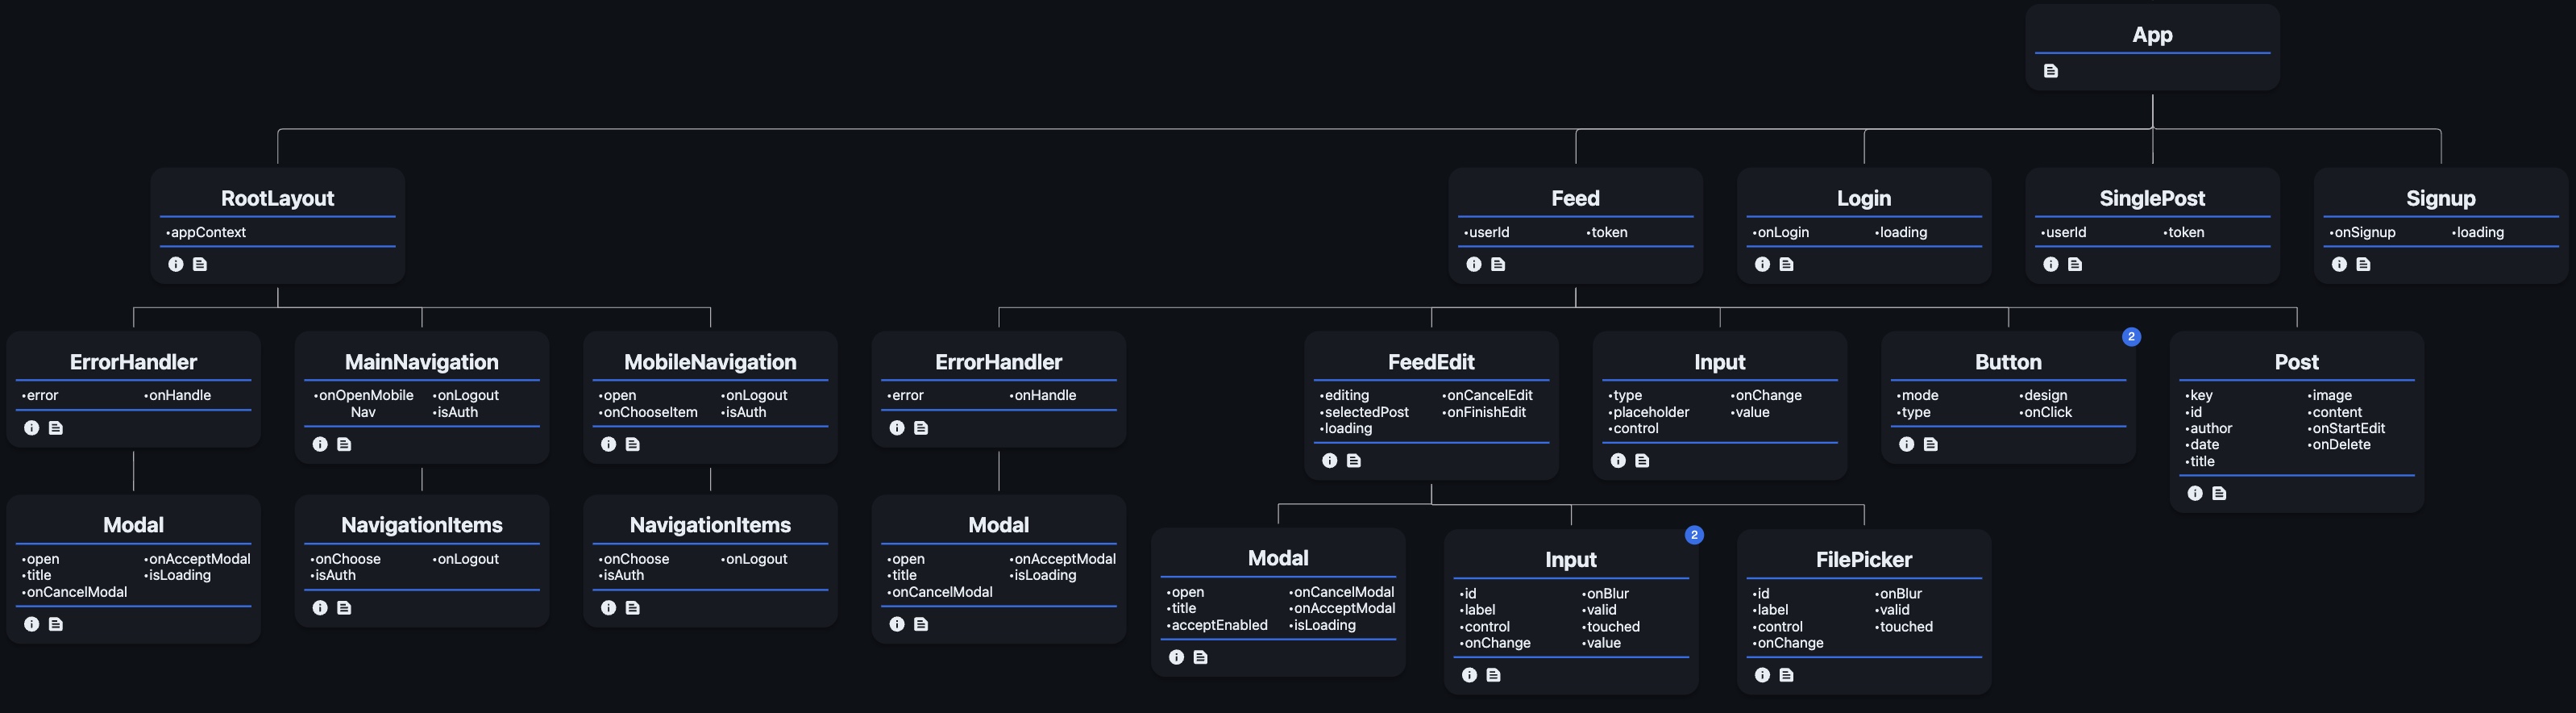 App
RootLayout
•appContext
Feed
•userId •token
Login
•onLogin •loading
SinglePost
•userId •token
Signup
•onSignup •loading
ErrorHandler
•error •onHandle
MainNavigation
•onOpenMobile •onLogout
Nav •isAuth
MobileNavigation
•open •onLogout
•onChooseItem •isAuth
ErrorHandler
•error •onHandle
FeedEdit
•editing •onCancelEdit
•selectedPost •onFinishEdit
•loading
Input
•type •onChange
•placeholder •value
•control
2
Button
•mode •design
•type •onClick
Post
•key •image
•id •content
•author •onStartEdit
•date •onDelete
•title
Modal
•open •onAcceptModal
•title •isLoading
•onCancelModal
NavigationItems
•onChoose •onLogout
•isAuth
NavigationItems
•onChoose •onLogout
•isAuth
Modal
•open •onAcceptModal
•title •isLoading
•onCancelModal
Modal
•open •onCancelModal
•title •onAcceptModal
•acceptEnabled •isLoading
2
Input
•id •onBlur
•label •valid
•control •touched
•onChange •value
FilePicker
•id •onBlur
•label •valid
•control •touched
•onChange